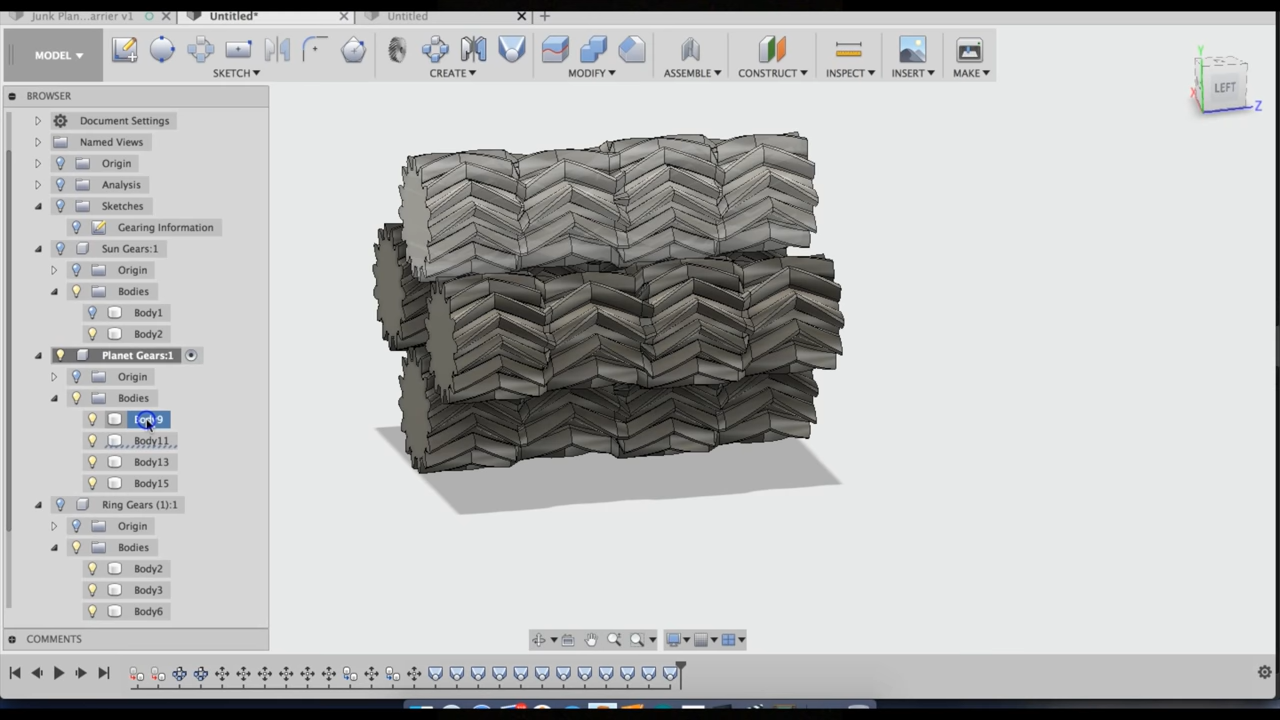 Junk Plan...arrier v1
Untitled*
Untitled
MODEL
SKETCH
CREATE
MODIFY
ASSEMBLE
CONSTRUCT
INSPECT
INSERT
MAKE
BROWSER
Y
LEFT
X
Z
Document Settings
Named Views
Origin
Analysis
Sketches
Gearing Information
Sun Gears:1
Origin
Bodies
Body1
Body2
Planet Gears:1
Origin
Bodies
Body9
Body11
Body13
Body15
Ring Gears (1):1
Origin
Bodies
Body2
Body3
Body6
COMMENTS